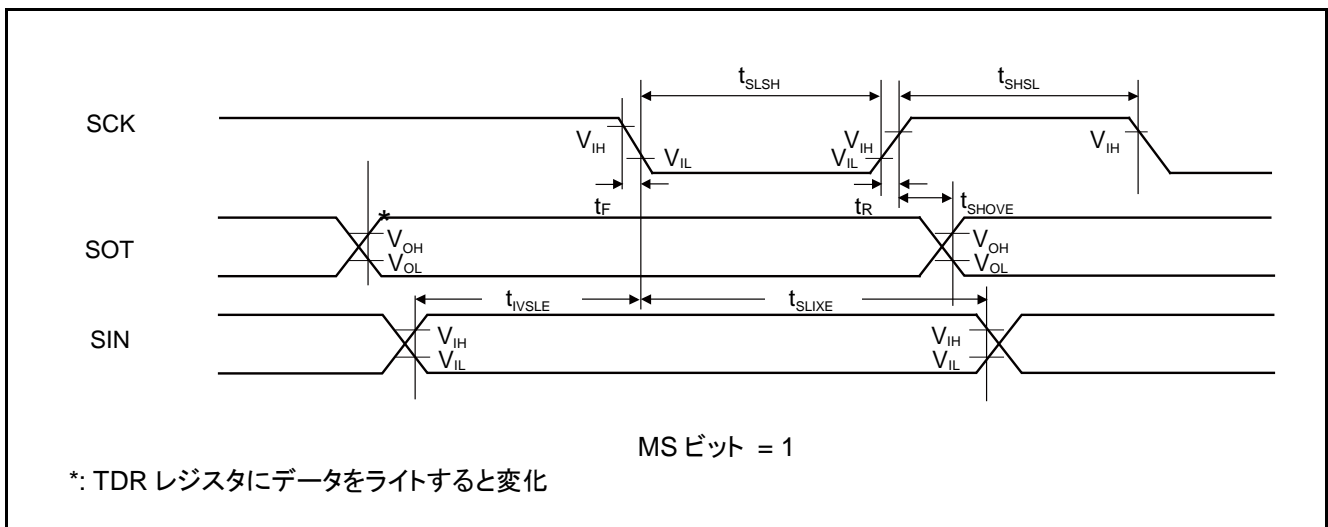 tSLSH tSHSL
SCK
VIH VIL VIL VIH VIH
tF tR tSHOVE
*
SOT
VOH VOH
VOL VOL
tIVSLE tSLIXE
SIN
VIH VIH
VIL VIL
MS ビット = 1
*: TDR レジスタにデータをライトすると変化